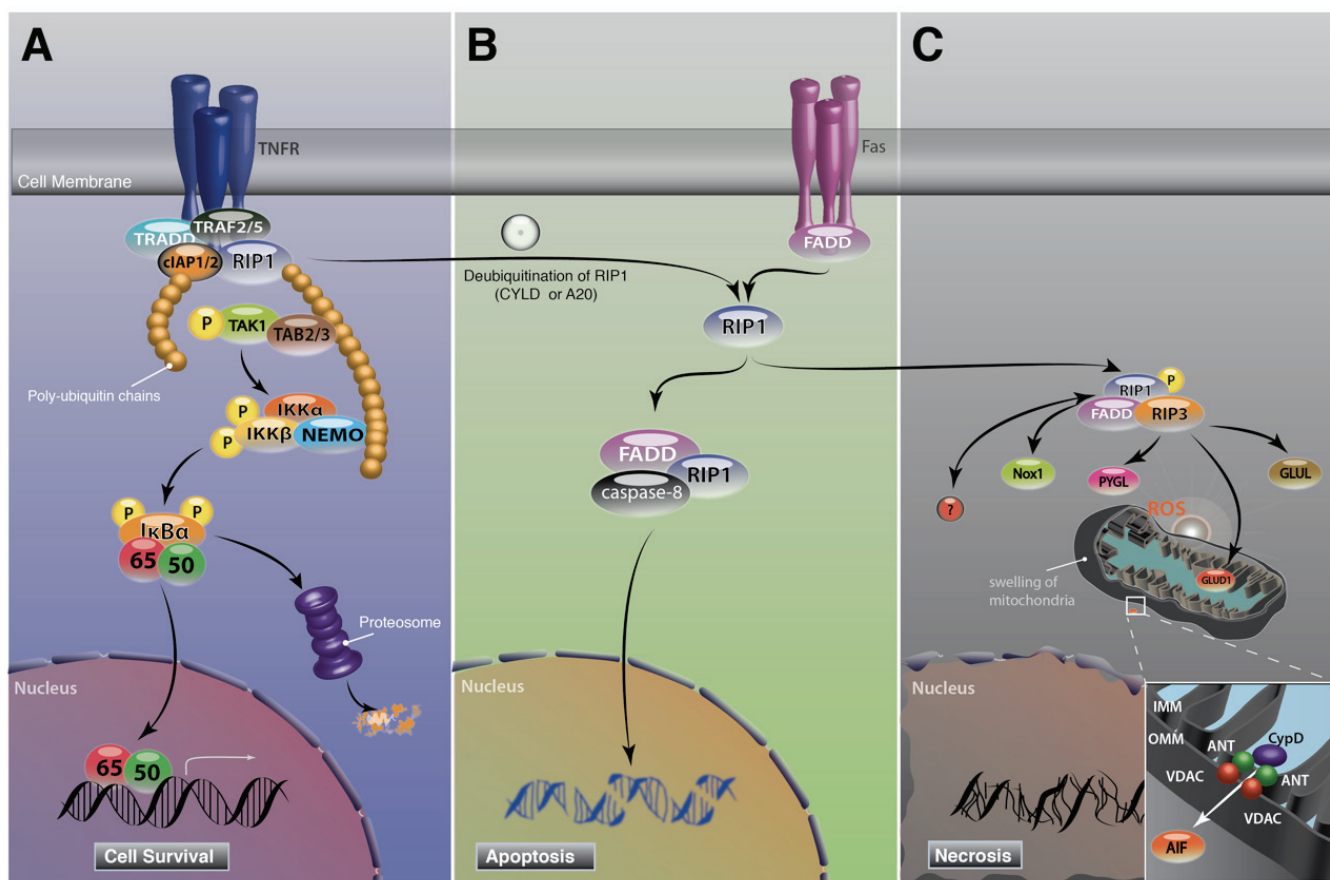 A
TNFR
Cell Membrane
TRADD
TRAF2/5
cIAP1/2
RIP1
P
TAK1
TAB2/3
Poly-ubiquitin chains
P
IKKα
P
IKKβ
NEMO
P
P
IκBα
65
50
Proteosome
Nucleus
65
50
Cell Survival
B
Fas
FADD
Deubiquitination of RIP1
(CYLD or A20)
RIP1
FADD
RIP1
caspase-8
Nucleus
Apoptosis
C
RIP1
P
FADD
RIP3
Nox1
PYGL
GLUL
?
ROS
GLUD1
swelling of
mitochondria
Nucleus
IMM
OMM
ANT
CypD
VDAC
ANT
VDAC
AIF
Necrosis